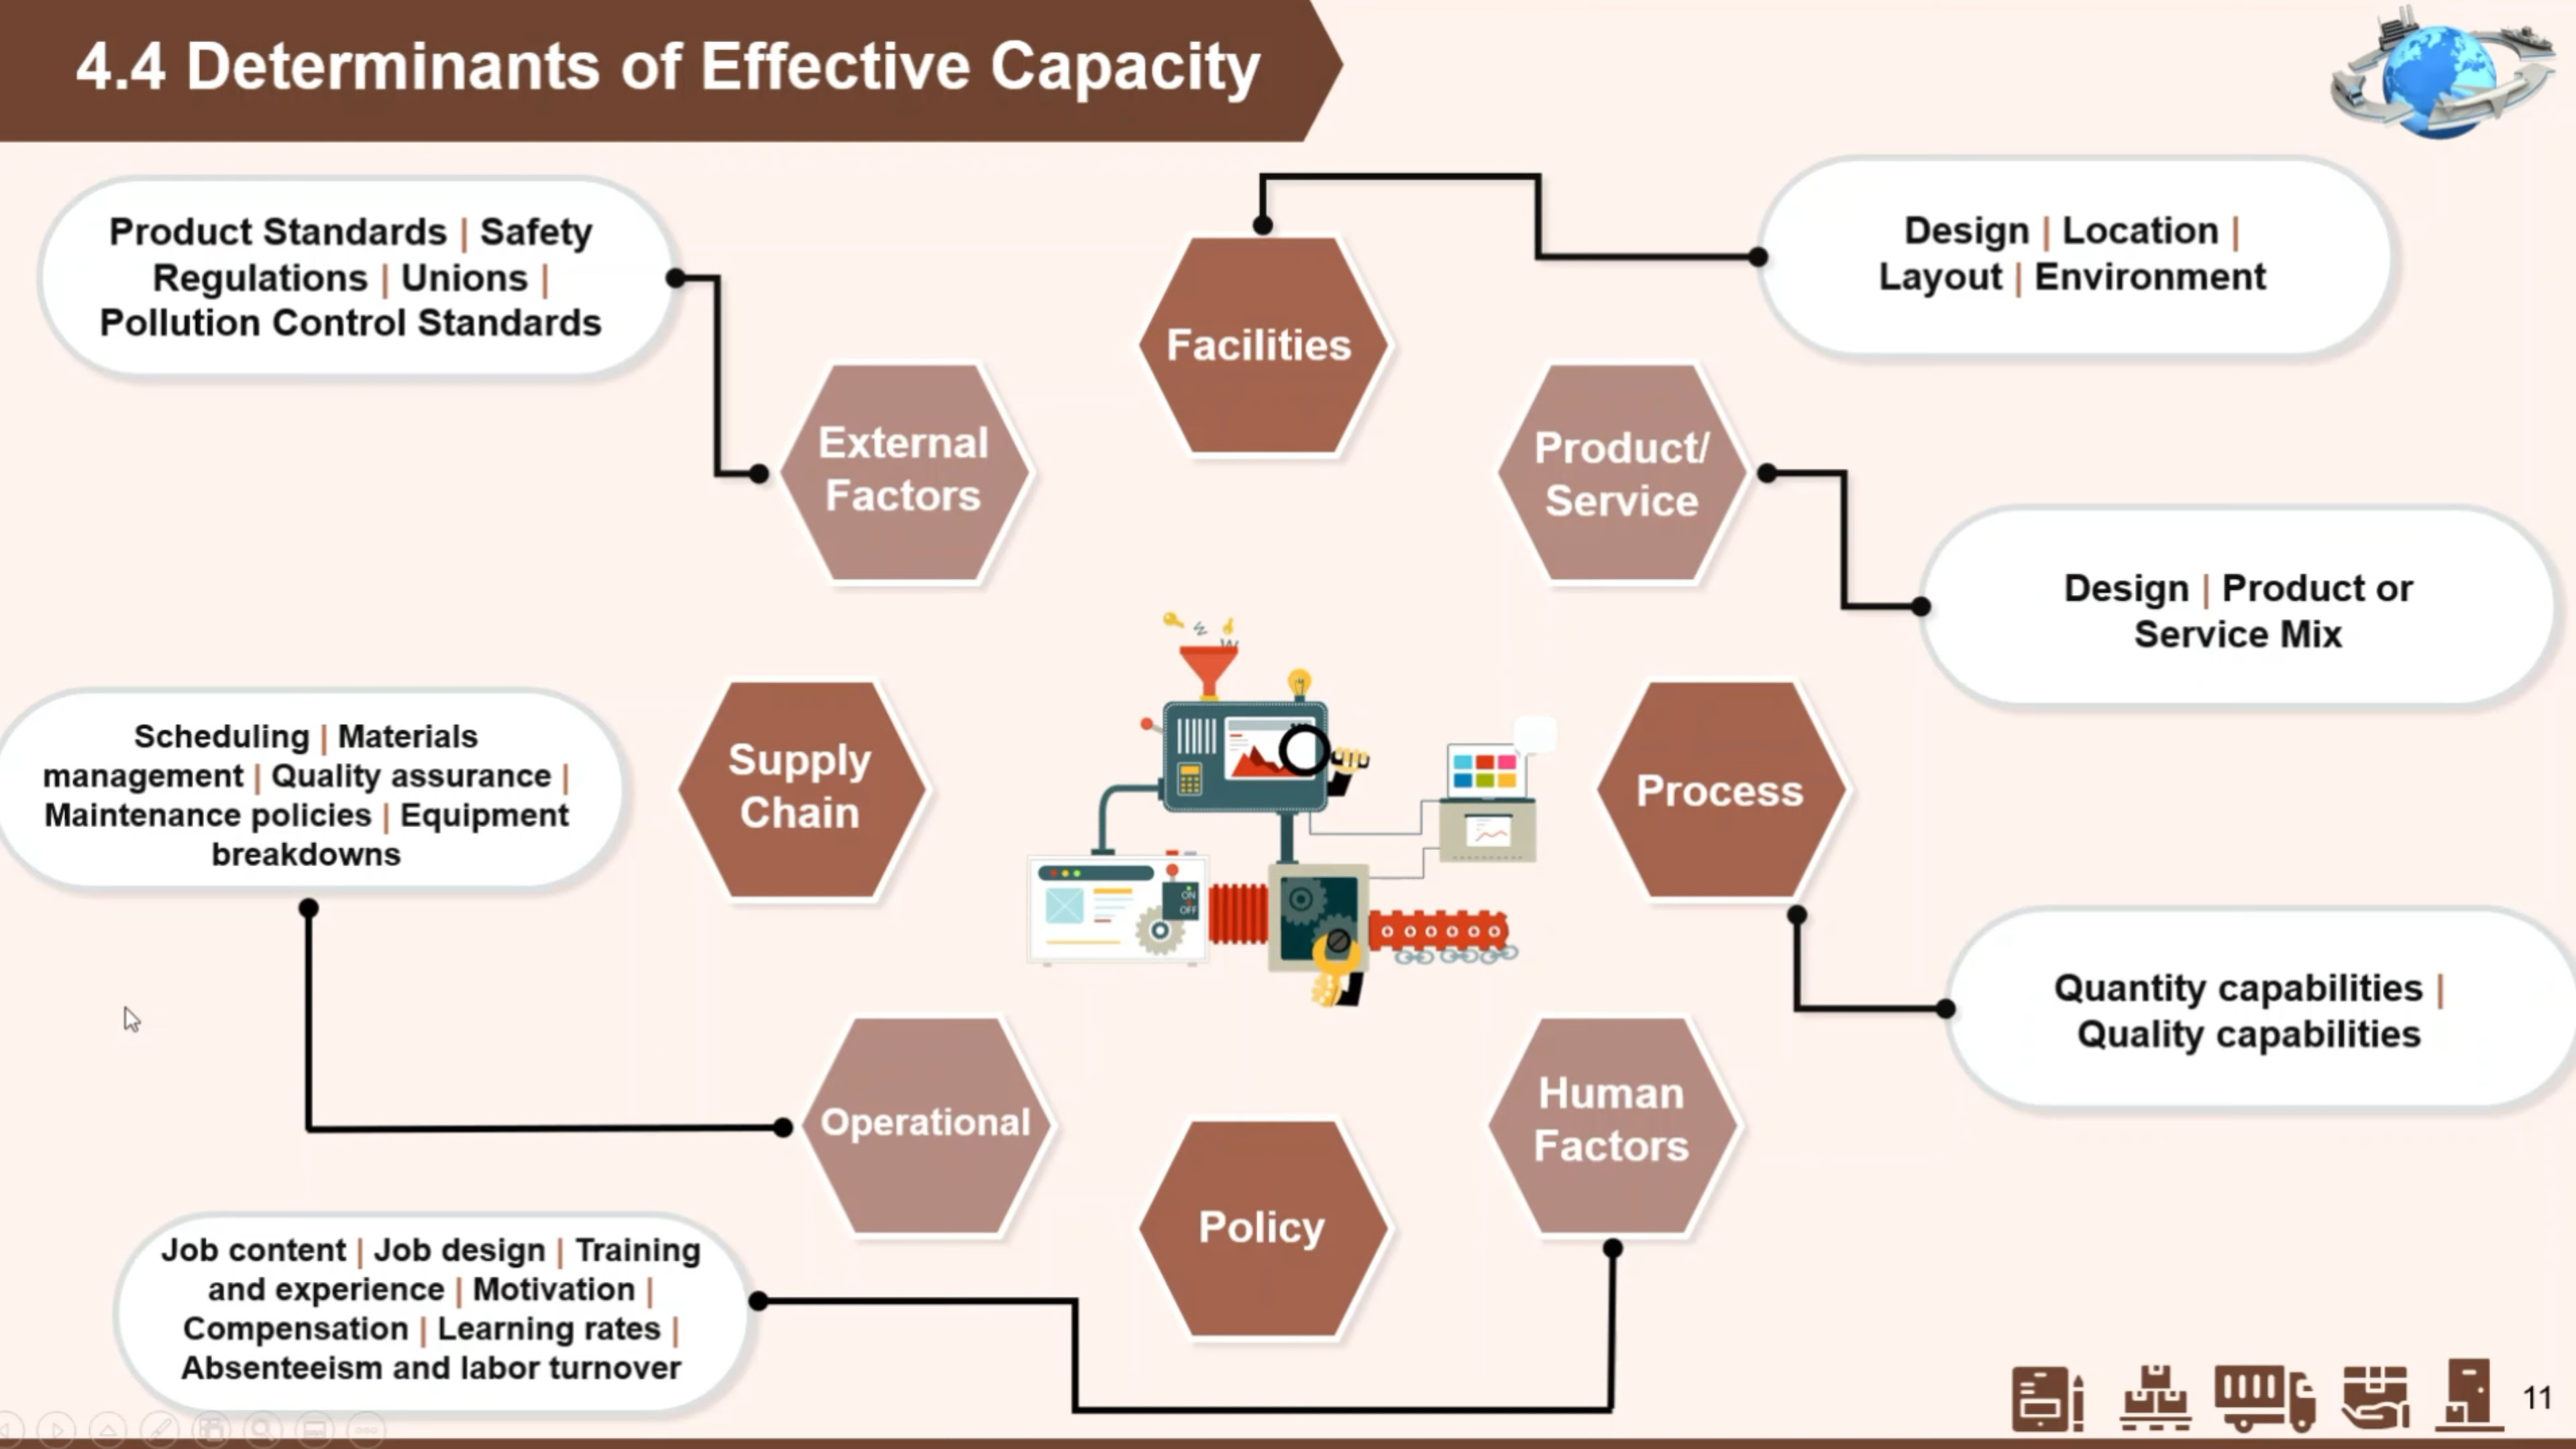 4.4 Determinants of Effective Capacity
Product Standards | Safety
Regulations | Unions |
Pollution Control Standards
Design | Location |
Layout | Environment
Facilities
External
Factors
Product/
Service
Design | Product or
Service Mix
Scheduling | Materials
management | Quality assurance |
Maintenance policies | Equipment
breakdowns
Supply
Chain
Process
ON
OFF
Quantity capabilities |
Quality capabilities
Operational
Human
Factors
Policy
Job content | Job design | Training
and experience | Motivation |
Compensation | Learning rates |
Absenteeism and labor turnover
11